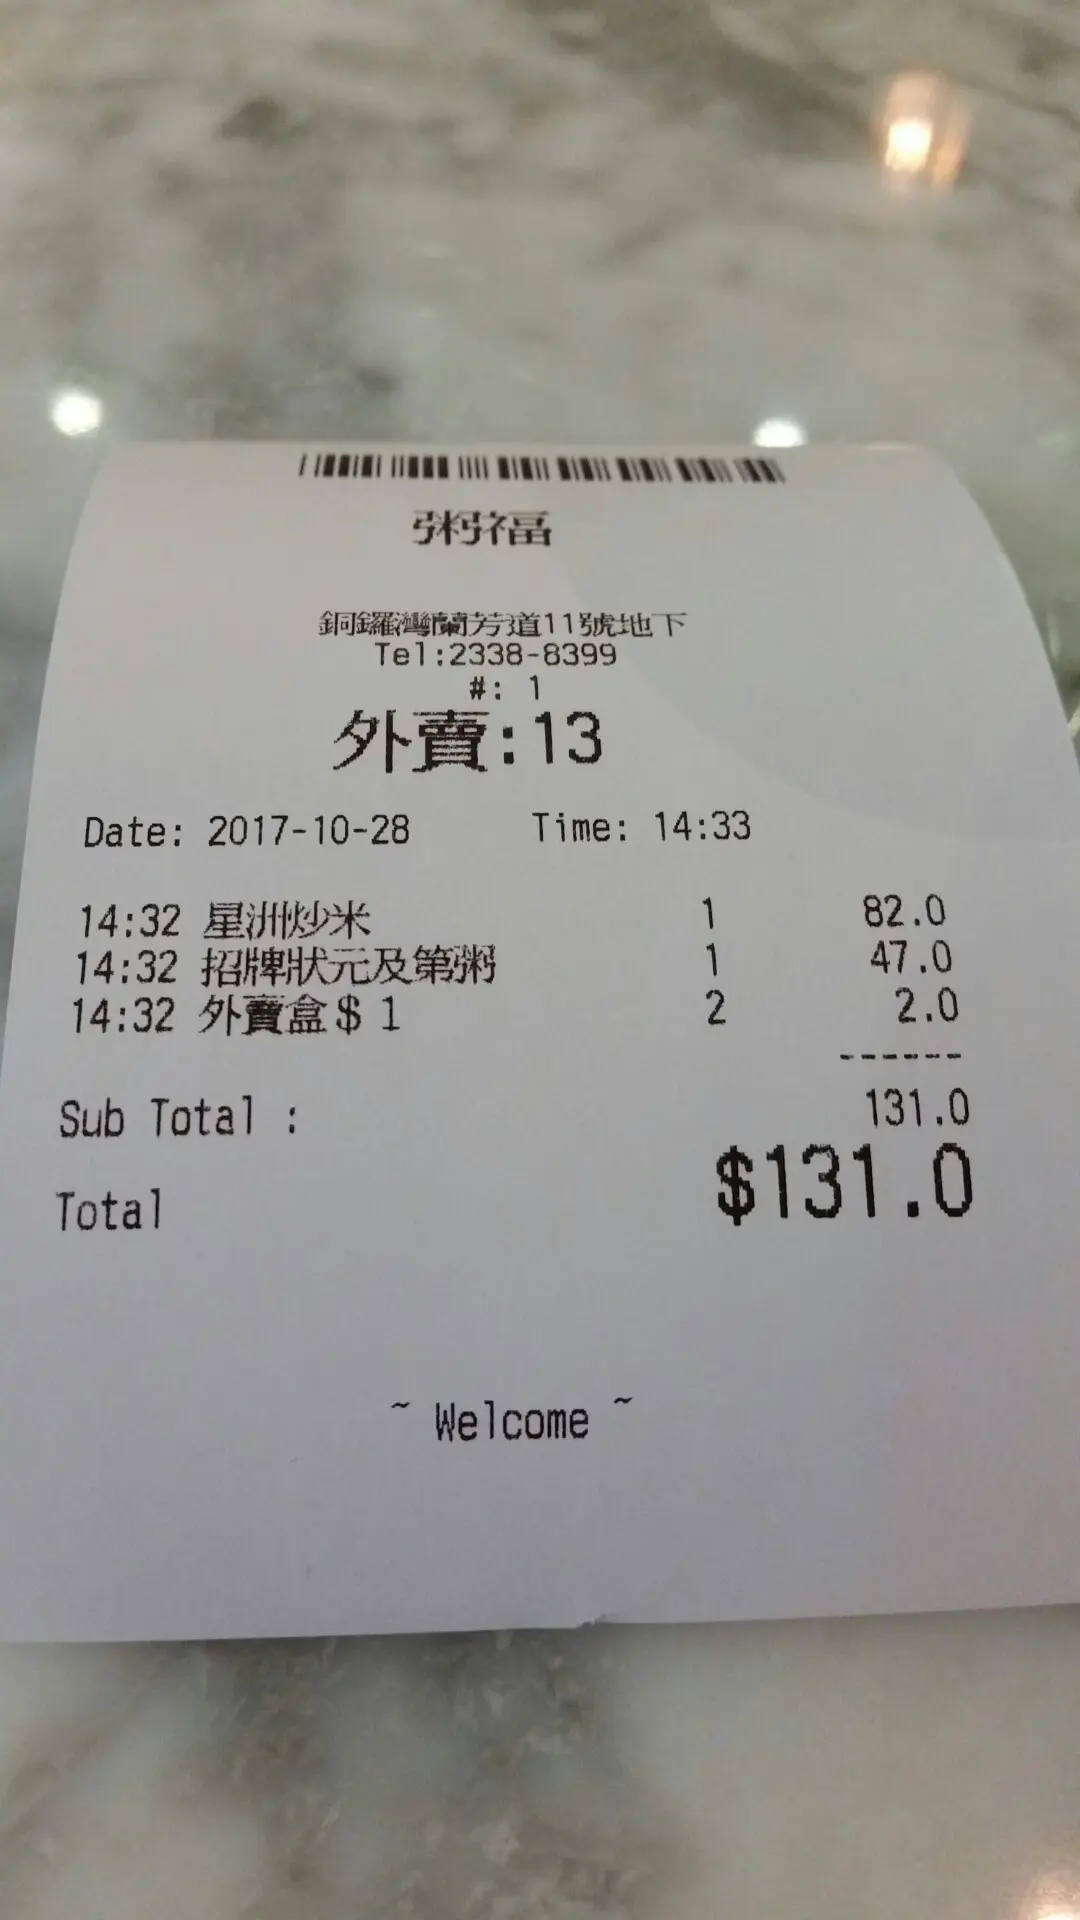 粥福
銅鑼灣蘭芳道11號地下
Tel:2338-8399
#: 1
外賣:13
Date: 2017-10-28 Time: 14:33
14:32 星洲炒米 1 82.0
14:32 招牌狀元及第粥 1 47.0
14:32 外賣盒$1 2 2.0
------
Sub Total : 131.0
Total $131.0
~ Welcome ~